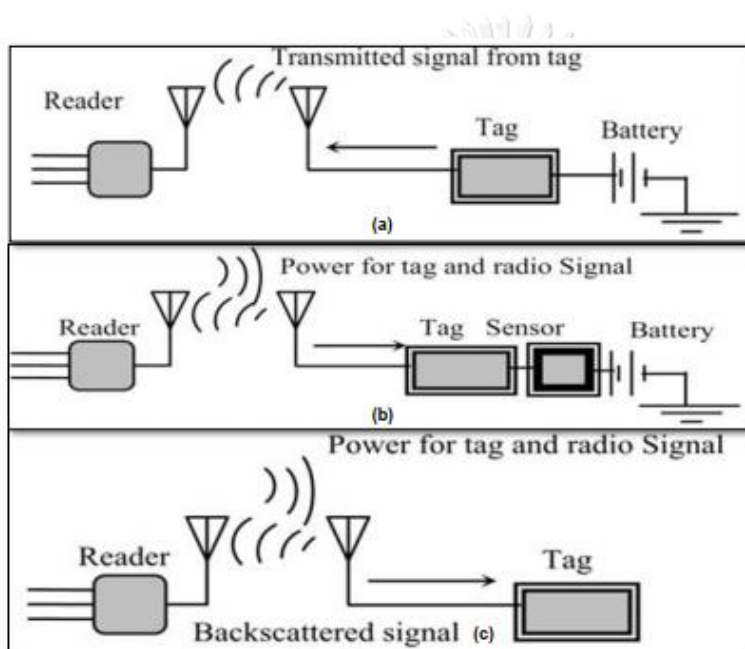 Transmitted signal from tag
Reader
Tag
Battery
(a)
Power for tag and radio Signal
Reader
Tag
Sensor
Battery
(b)
Power for tag and radio Signal
Reader
Tag
Backscattered signal
(c)